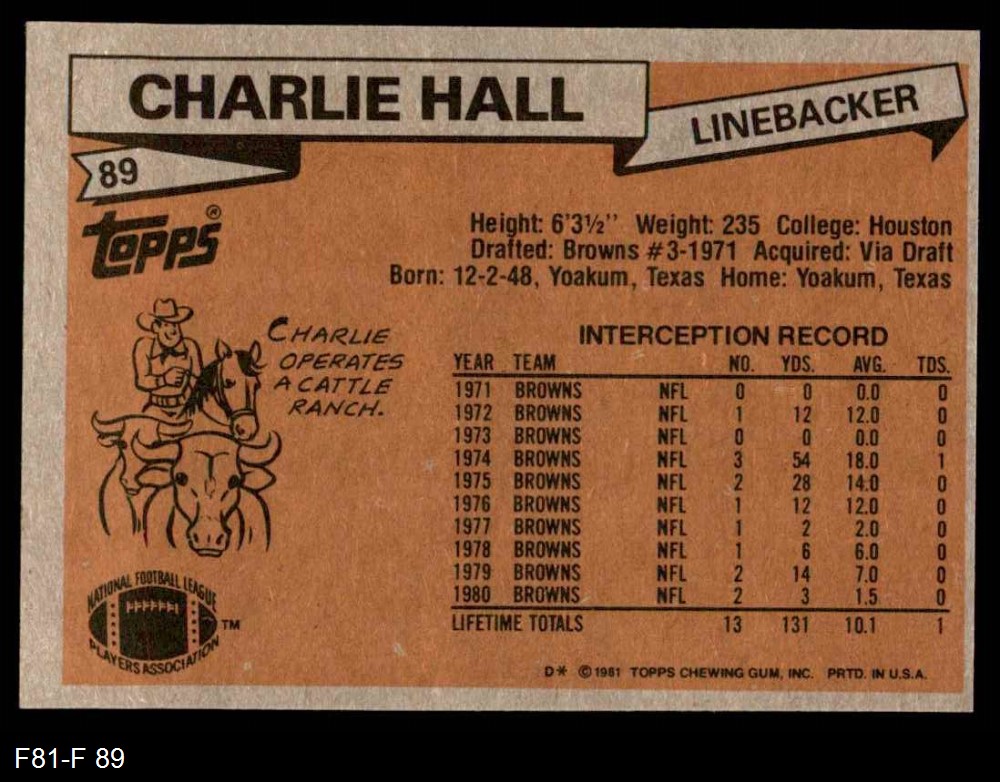 CHARLIE HALL
LINEBACKER
89
TOPPS®
Height: 6'3½'' Weight: 235 College: Houston
Drafted: Browns #3-1971 Acquired: Via Draft
Born: 12-2-48, Yoakum, Texas Home: Yoakum, Texas
CHARLIE
OPERATES
A CATTLE
RANCH.
INTERCEPTION RECORD
YEAR TEAM NO. YDS. AVG. TDS.
1971 BROWNS NFL 0 0 0.0 0
1972 BROWNS NFL 1 12 12.0 0
1973 BROWNS NFL 0 0 0.0 0
1974 BROWNS NFL 3 54 18.0 1
1975 BROWNS NFL 2 28 14.0 0
1976 BROWNS NFL 1 12 12.0 0
1977 BROWNS NFL 1 2 2.0 0
1978 BROWNS NFL 1 6 6.0 0
1979 BROWNS NFL 2 14 7.0 0
1980 BROWNS NFL 2 3 1.5 0
LIFETIME TOTALS 13 131 10.1 1
NATIONAL FOOTBALL LEAGUE
PLAYERS ASSOCIATION TM
D* © 1981 TOPPS CHEWING GUM, INC. PRTD. IN U.S.A.
F81-F 89